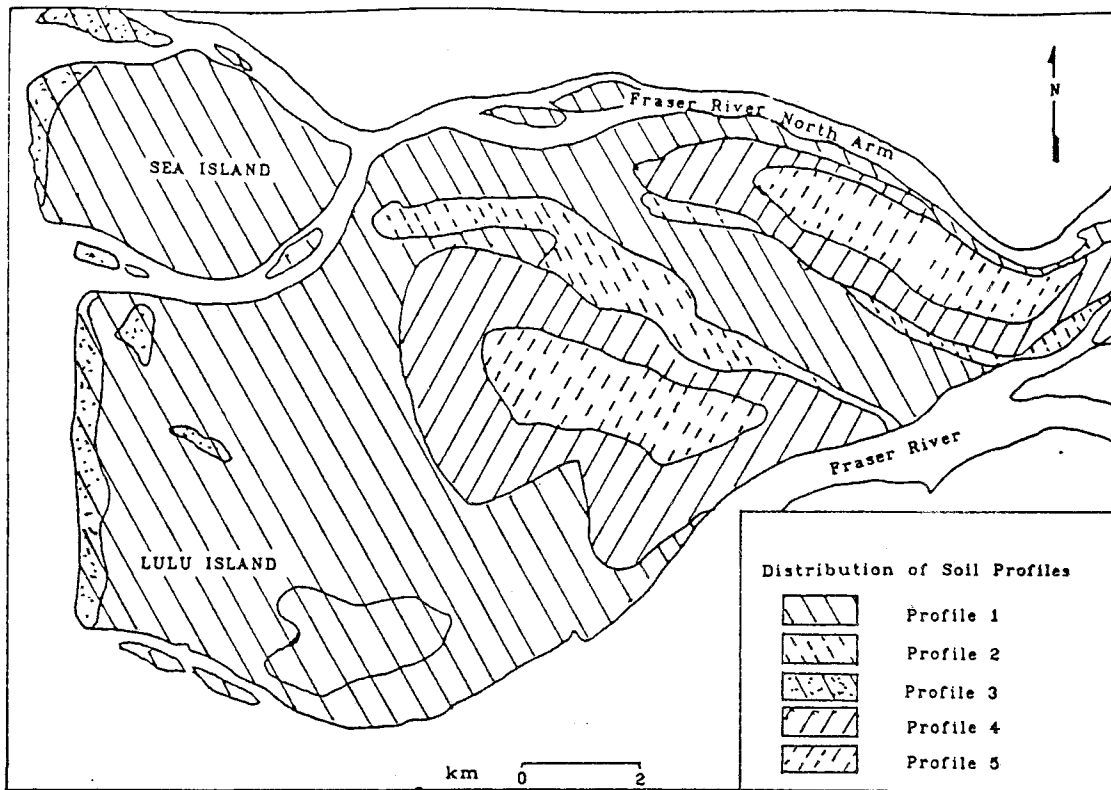 Fraser River North Arm
N
SEA ISLAND
Fraser River
LULU ISLAND
Distribution of Soil Profiles
Profile 1
Profile 2
Profile 3
Profile 4
Profile 5
km 0 2